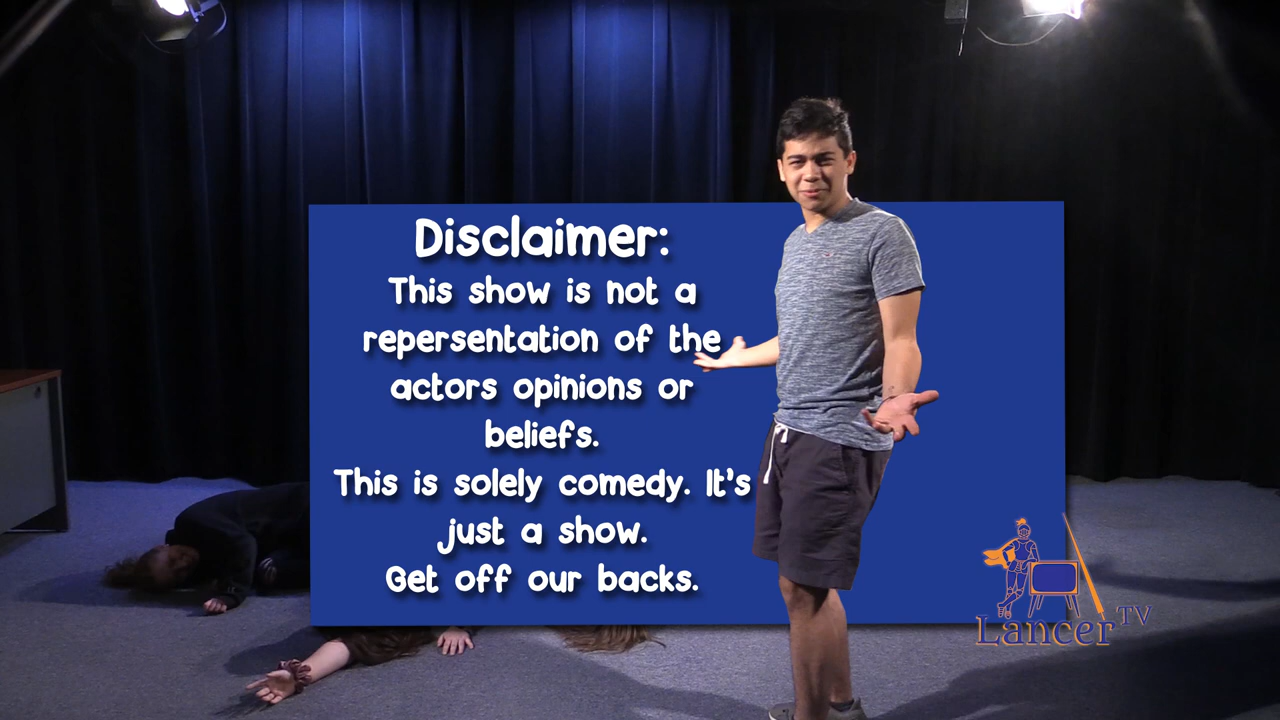 Disclaimer:
This show is not a
repersentation of the
actors opinions or
beliefs.
This is solely comedy. It's
just a show.
Get off our backs.
Lancer TV